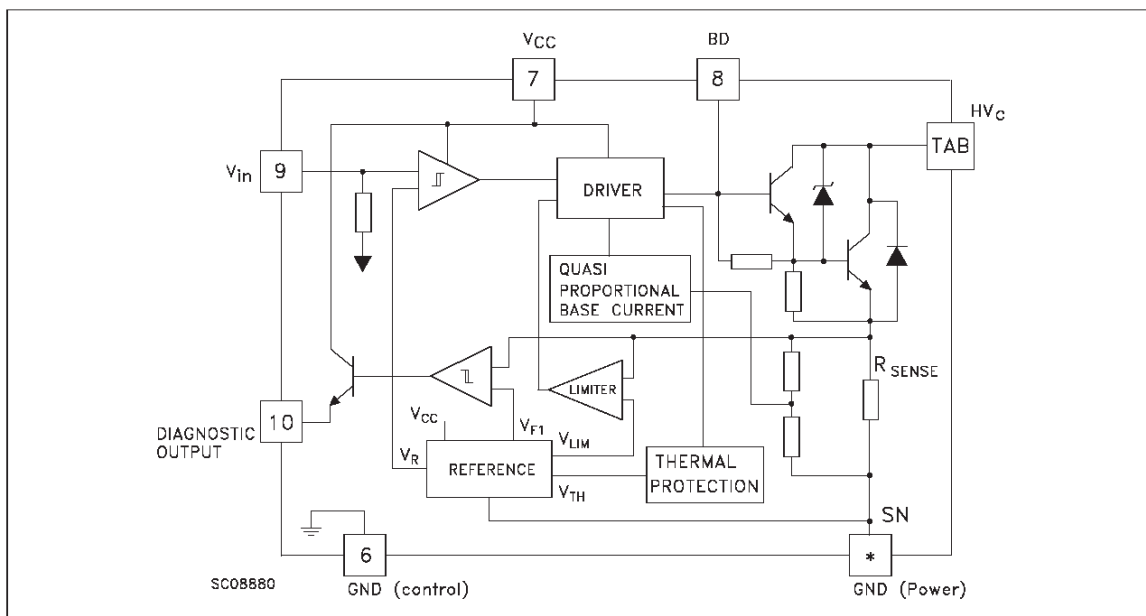 VCC
BD
7
8
HVC
TAB
Vin
9
DRIVER
QUASI
PROPORTIONAL
BASE CURRENT
RSENSE
LIMITER
10
DIAGNOSTIC
OUTPUT
VCC
VF1
VLIM
VR
REFERENCE
VTH
THERMAL
PROTECTION
SN
6
*
SC08880
GND (control)
GND (Power)